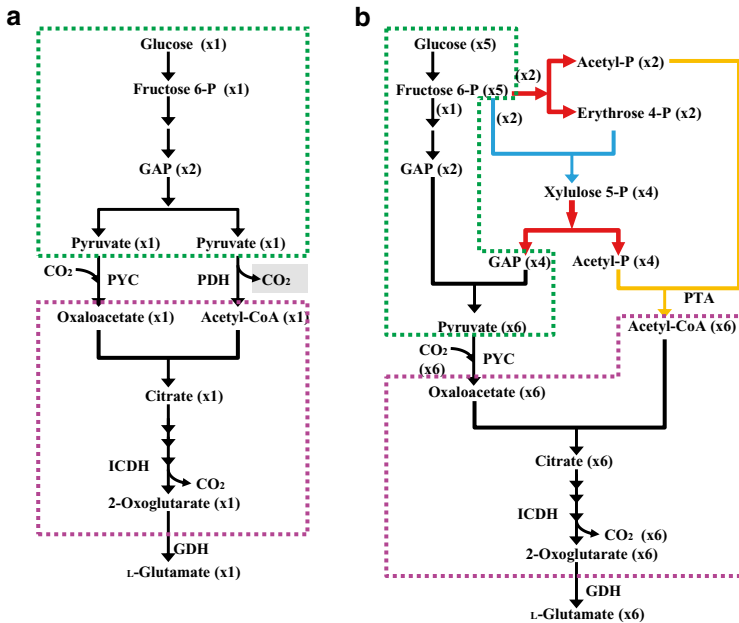 a
Glucose (x1)
Fructose 6-P (x1)
GAP (x2)
Pyruvate (x1)
Pyruvate (x1)
CO2
PYC
PDH
CO2
Oxaloacetate (x1)
Acetyl-CoA (x1)
Citrate (x1)
ICDH
CO2
2-Oxoglutarate (x1)
GDH
L-Glutamate (x1)
b
Glucose (x5)
Fructose 6-P (x5)
(x2)
Acetyl-P (x2)
(x1)
(x2)
Erythrose 4-P (x2)
GAP (x2)
Xylulose 5-P (x4)
GAP (x4)
Acetyl-P (x4)
PTA
Pyruvate (x6)
Acetyl-CoA (x6)
CO2
(x6)
PYC
Oxaloacetate (x6)
Citrate (x6)
ICDH
CO2 (x6)
2-Oxoglutarate (x6)
GDH
L-Glutamate (x6)